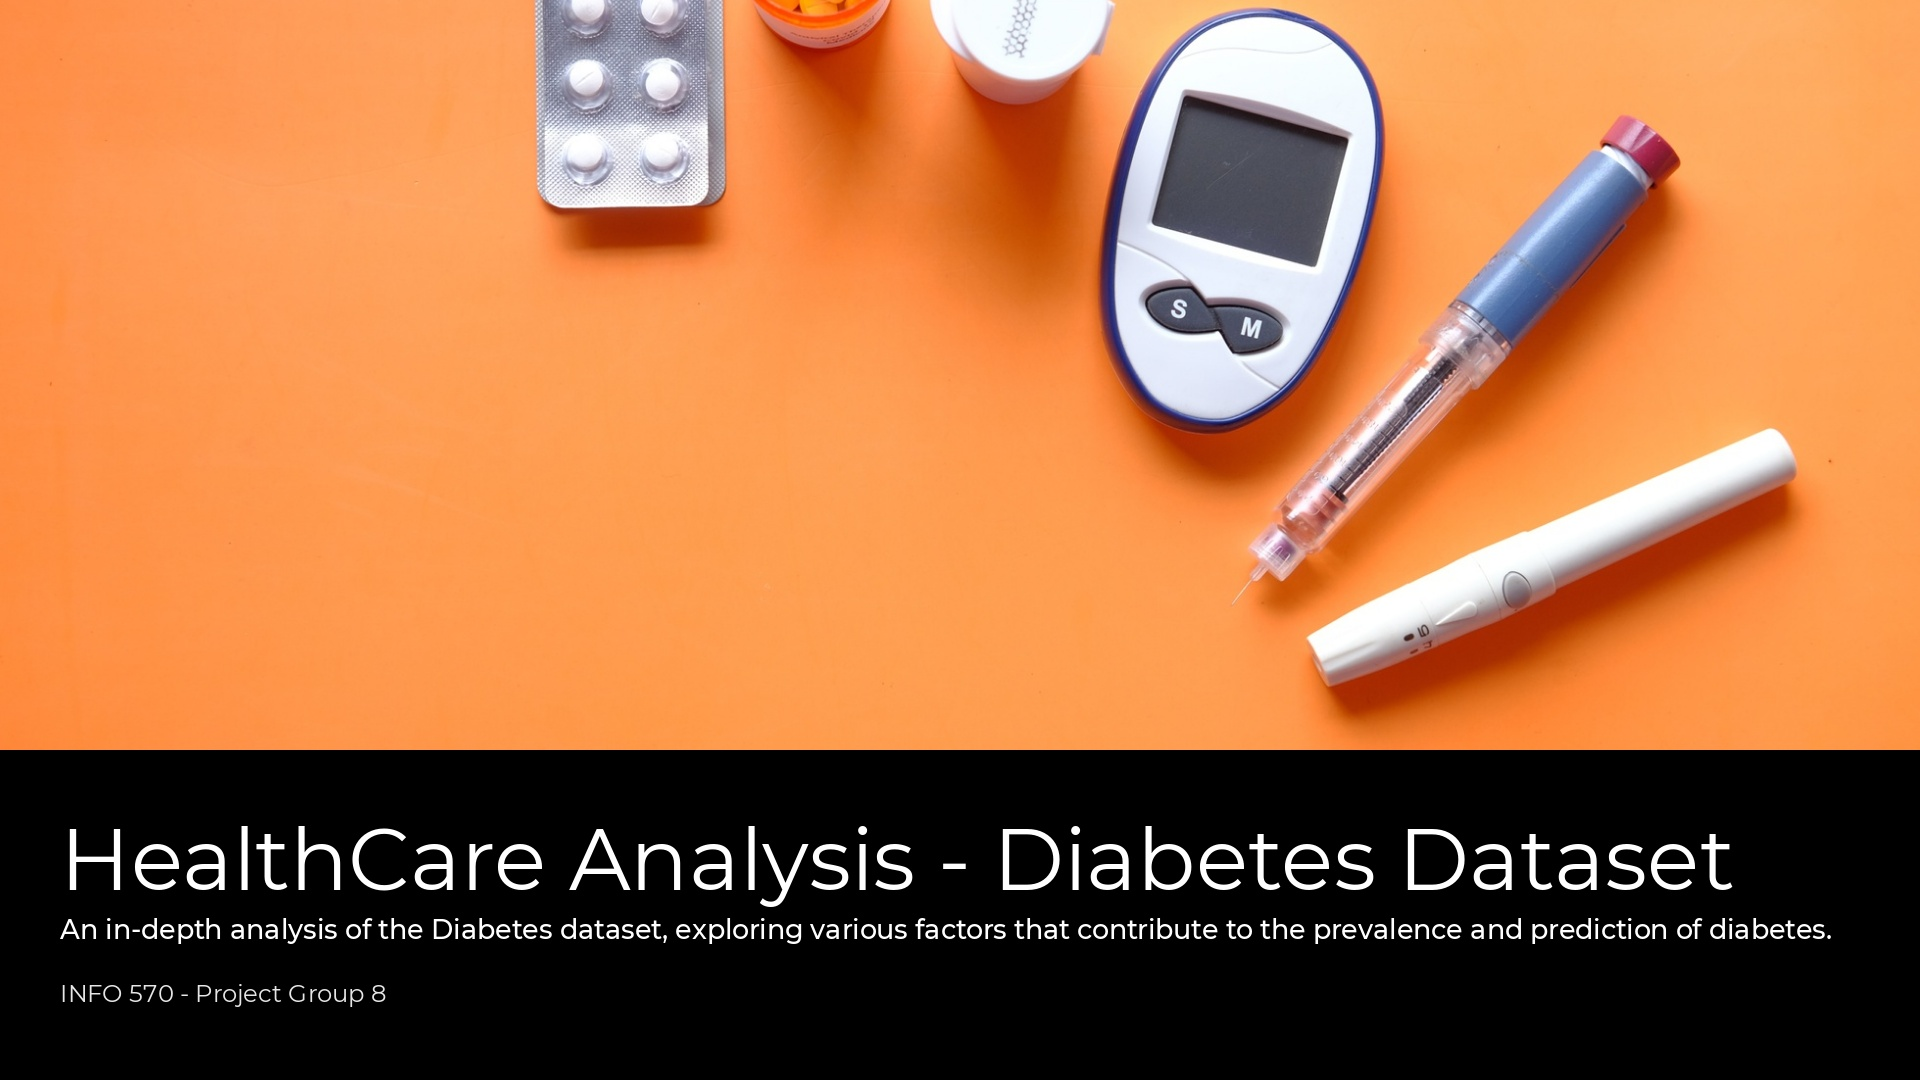 S
M
HealthCare Analysis - Diabetes Dataset
An in-depth analysis of the Diabetes dataset, exploring various factors that contribute to the prevalence and prediction of diabetes.
INFO 570 - Project Group 8